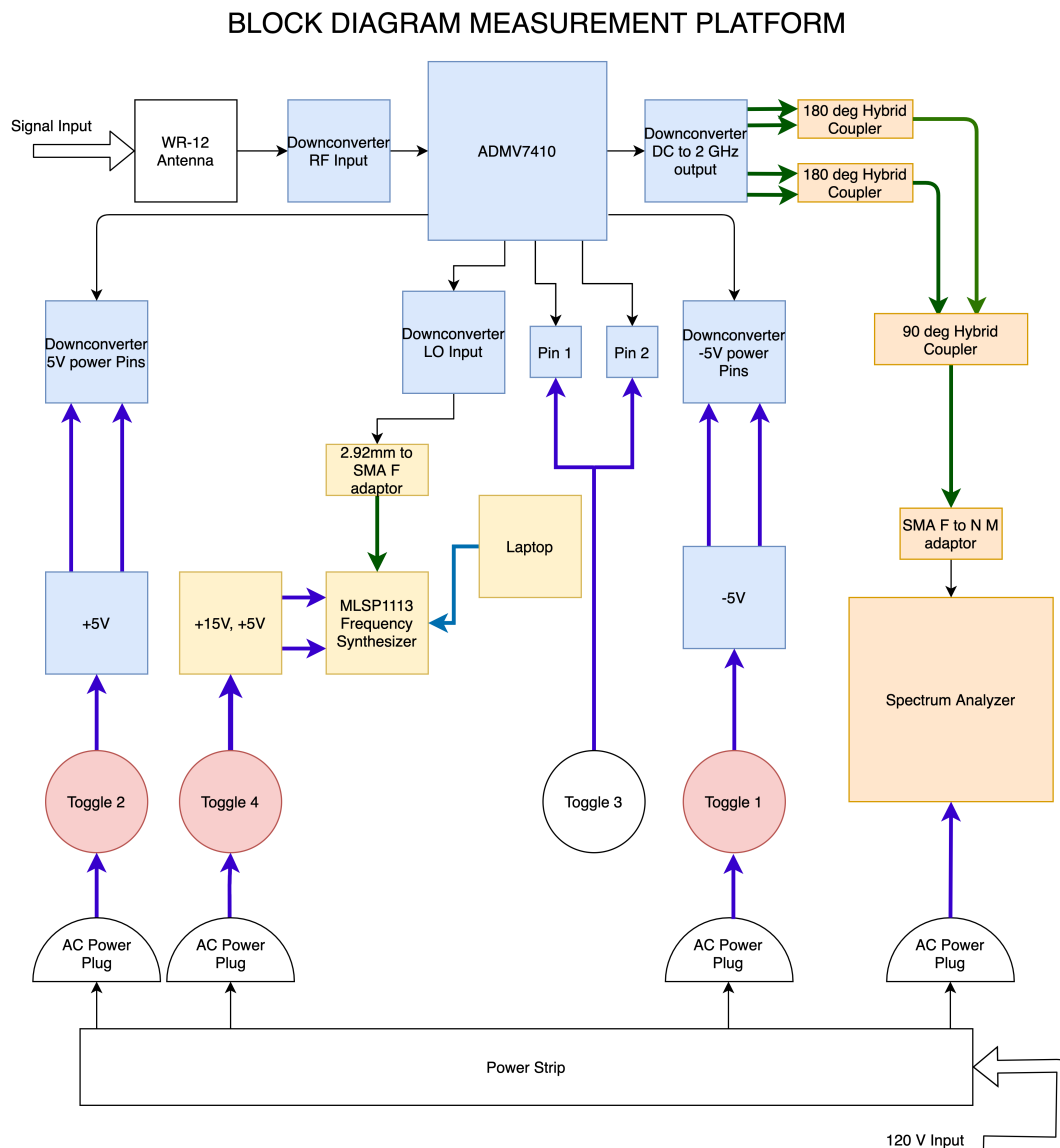 BLOCK DIAGRAM MEASUREMENT PLATFORM
Signal Input
WR-12
Antenna
Downconverter
RF Input
ADMV7410
Downconverter
DC to 2 GHz
output
180 deg Hybrid
Coupler
180 deg Hybrid
Coupler
Downconverter
5V power Pins
Downconverter
LO Input
Pin 1
Pin 2
Downconverter
-5V power
Pins
90 deg Hybrid
Coupler
2.92mm to
SMA F
adaptor
Laptop
SMA F to N M
adaptor
+5V
+15V, +5V
MLSP1113
Frequency
Synthesizer
-5V
Spectrum Analyzer
Toggle 2
Toggle 4
Toggle 3
Toggle 1
AC Power
Plug
AC Power
Plug
AC Power
Plug
AC Power
Plug
Power Strip
120 V Input